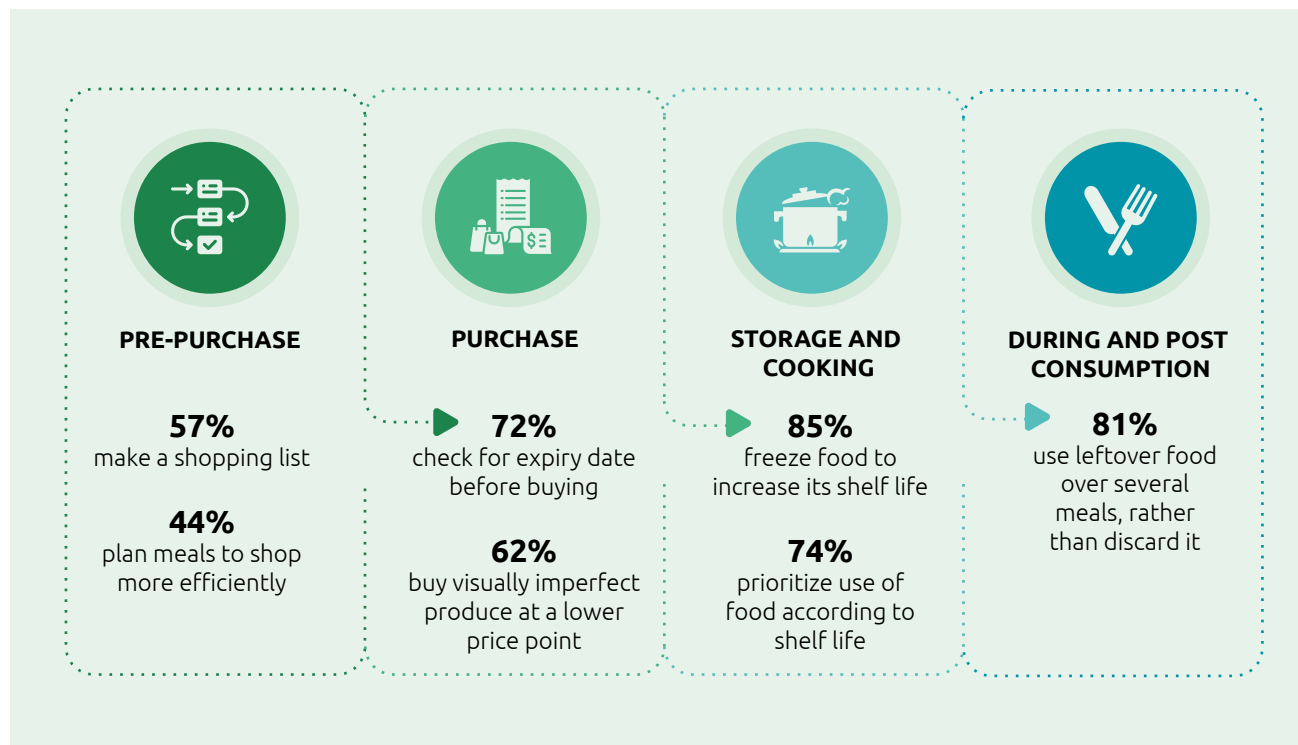 PRE-PURCHASE
57%
make a shopping list
44%
plan meals to shop
more efficiently
PURCHASE
72%
check for expiry date
before buying
62%
buy visually imperfect
produce at a lower
price point
STORAGE AND
COOKING
85%
freeze food to
increase its shelf life
74%
prioritize use of
food according to
shelf life
DURING AND POST
CONSUMPTION
81%
use leftover food
over several
meals, rather
than discard it